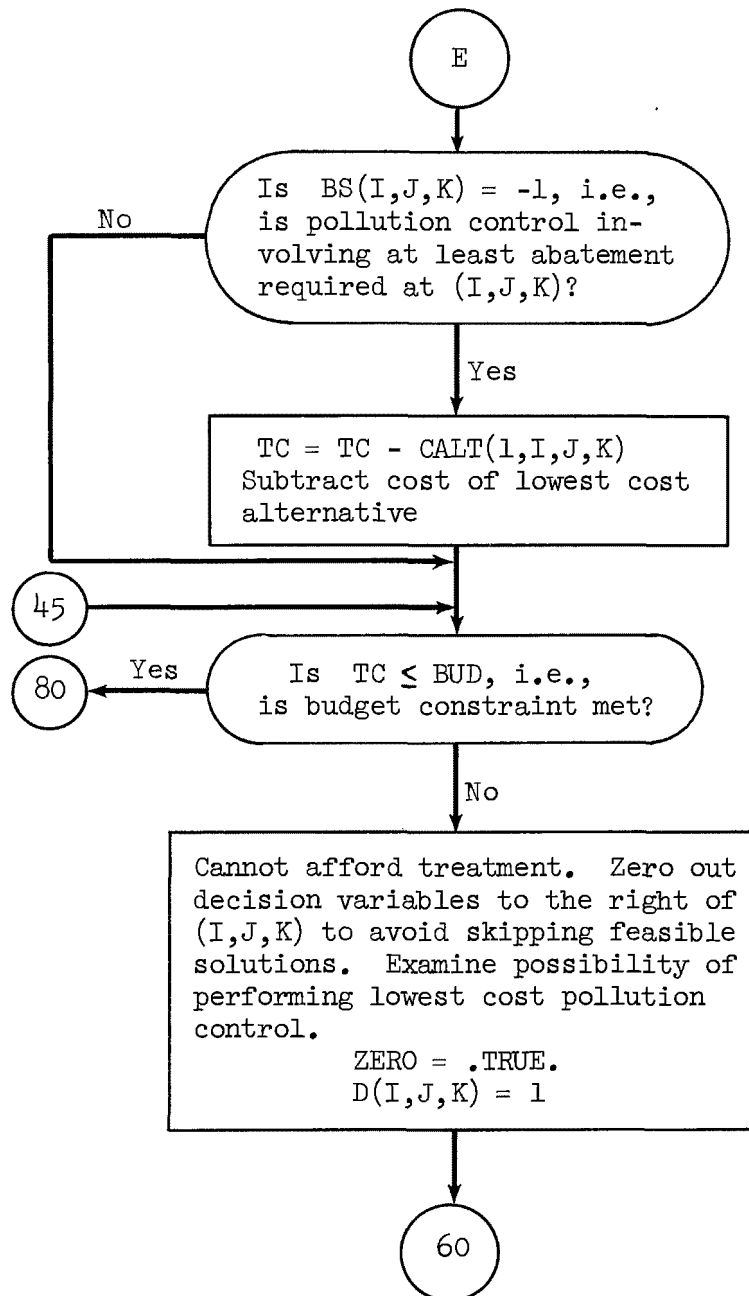 E
Is BS(I,J,K) = -1, i.e.,
is pollution control in-
volving at least abatement
required at (I,J,K)?
No
Yes
TC = TC - CALT(1,I,J,K)
Subtract cost of lowest cost
alternative
45
80
Yes
Is TC ≤ BUD, i.e.,
is budget constraint met?
No
Cannot afford treatment. Zero out
decision variables to the right of
(I,J,K) to avoid skipping feasible
solutions. Examine possibility of
performing lowest cost pollution
control.
ZERO = .TRUE.
D(I,J,K) = 1
60